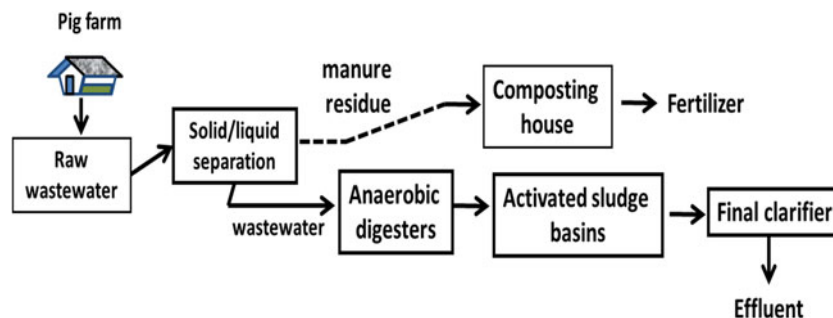 Pig farm
Raw
wastewater
Solid/liquid
separation
manure
residue
Composting
house
Fertilizer
wastewater
Anaerobic
digesters
Activated sludge
basins
Final clarifier
Effluent